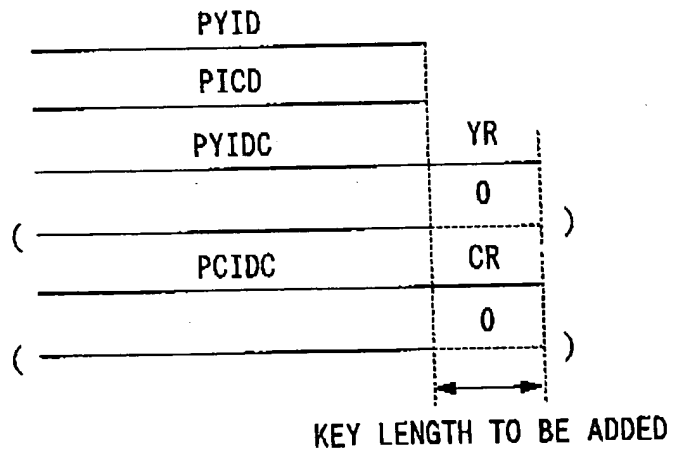 PYID
PICD
PYIDC YR
( 0 )
PCIDC CR
( 0 )
KEY LENGTH TO BE ADDED